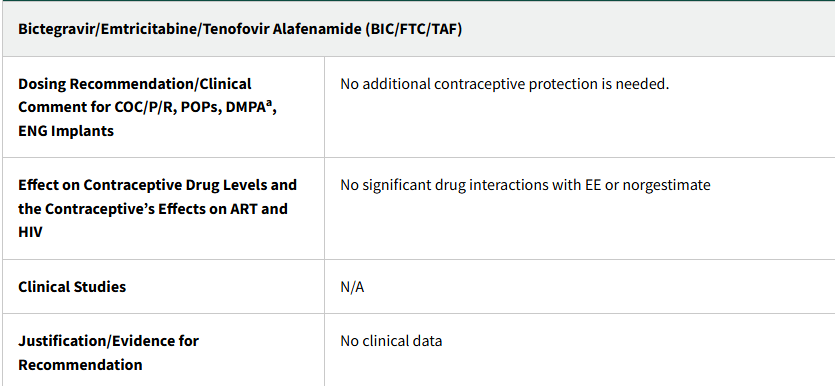 Bictegravir/Emtricitabine/Tenofovir Alafenamide (BIC/FTC/TAF)
Dosing Recommendation/Clinical
Comment for COC/P/R, POPs, DMPAa,
ENG Implants
No additional contraceptive protection is needed.
Effect on Contraceptive Drug Levels and
the Contraceptive’s Effects on ART and
HIV
No significant drug interactions with EE or norgestimate
Clinical Studies
N/A
Justification/Evidence for
Recommendation
No clinical data